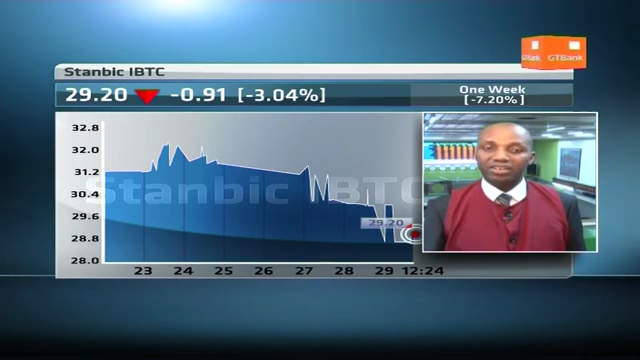 GTBank
Stanbic IBTC
29.20 -0.91 [-3.04%]
One Week
[-7.20%]
32.8
32.0
31.2
30.4
29.6
28.8
28.0
Stanbic IBTC
29.20
23 24 25 26 27 28 29 12:24